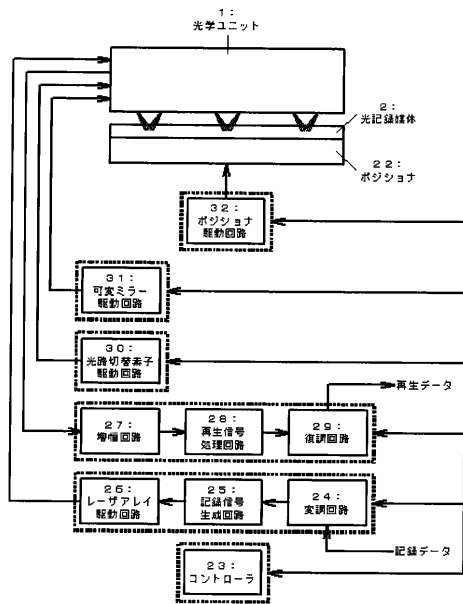 1：
光学ユニット
2：
光記録媒体
22：
ポジショナ
32：
ポジショナ
駆動回路
31：
可変ミラー
駆動回路
30：
光路切替素子
駆動回路
再生データ
27：
増幅回路
28：
再生信号
処理回路
29：
復調回路
26：
レーザアレイ
駆動回路
25：
記録信号
生成回路
24：
変調回路
記録データ
23：
コントローラ